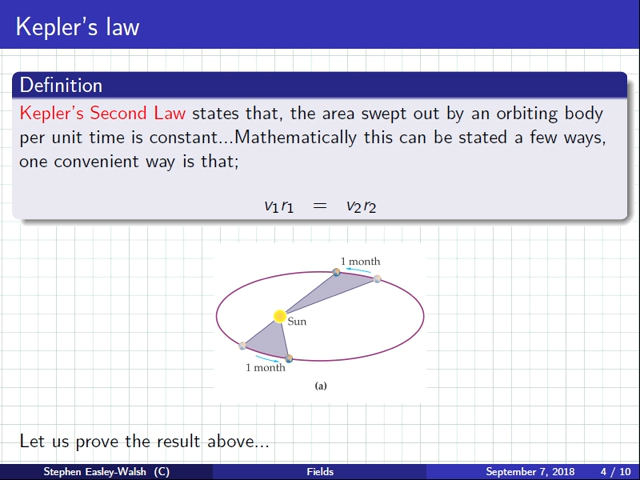 Kepler's law
Definition
Kepler's Second Law states that, the area swept out by an orbiting body
per unit time is constant...Mathematically this can be stated a few ways,
one convenient way is that;
v₁r₁ = v₂r₂
1 month
Sun
1 month
(a)
Let us prove the result above...
Stephen Easley-Walsh (C) Fields September 7, 2018 4 / 10